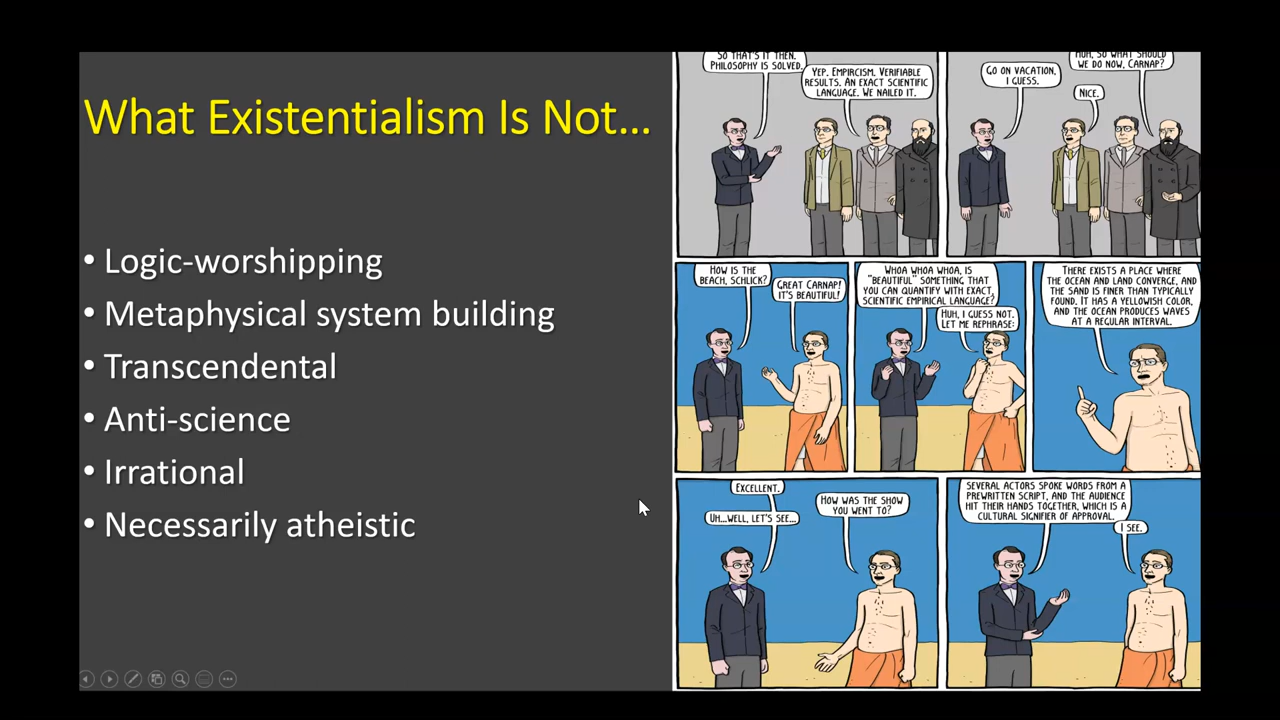 What Existentialism Is Not...
• Logic-worshipping
• Metaphysical system building
• Transcendental
• Anti-science
• Irrational
• Necessarily atheistic
SO THAT'S IT THEN.
PHILOSOPHY IS SOLVED.
YEP. EMPIRCISM. VERIFIABLE
RESULTS. AN EXACT SCIENTIFIC
LANGUAGE. WE NAILED IT.
HUH, SO WHAT SHOULD
WE DO NOW, CARNAP?
GO ON VACATION,
I GUESS.
NICE.
HOW IS THE
BEACH, SCHLICK?
GREAT CARNAP!
IT'S BEAUTIFUL!
WHOA WHOA WHOA, IS
"BEAUTIFUL" SOMETHING THAT
YOU CAN QUANTIFY WITH EXACT,
SCIENTIFIC EMPIRICAL LANGUAGE?
HUH, I GUESS NOT.
LET ME REPHRASE:
THERE EXISTS A PLACE WHERE
THE OCEAN AND LAND CONVERGE, AND
THE SAND IS FINER THAN TYPICALLY
FOUND. IT HAS A YELLOWISH COLOR,
AND THE OCEAN PRODUCES WAVES
AT A REGULAR INTERVAL.
EXCELLENT.
HOW WAS THE SHOW
YOU WENT TO?
UH...WELL, LET'S SEE...
SEVERAL ACTORS SPOKE WORDS FROM A
PREWRITTEN SCRIPT, AND THE AUDIENCE
HIT THEIR HANDS TOGETHER, WHICH IS A
CULTURAL SIGNIFIER OF APPROVAL.
I SEE.